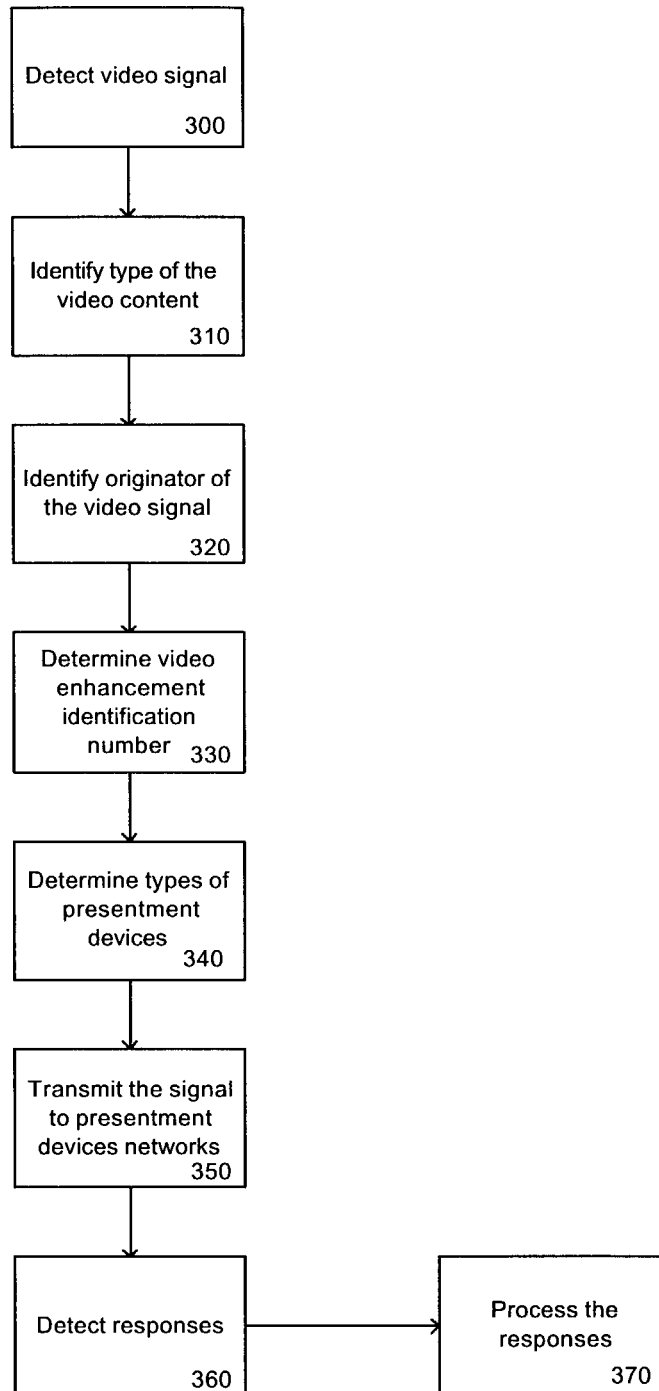 Detect video signal
300
Identify type of the
video content
310
Identify originator of
the video signal
320
Determine video
enhancement
identification
number
330
Determine types of
presentment
devices
340
Transmit the signal
to presentment
devices networks
350
Detect responses
360
Process the
responses
370